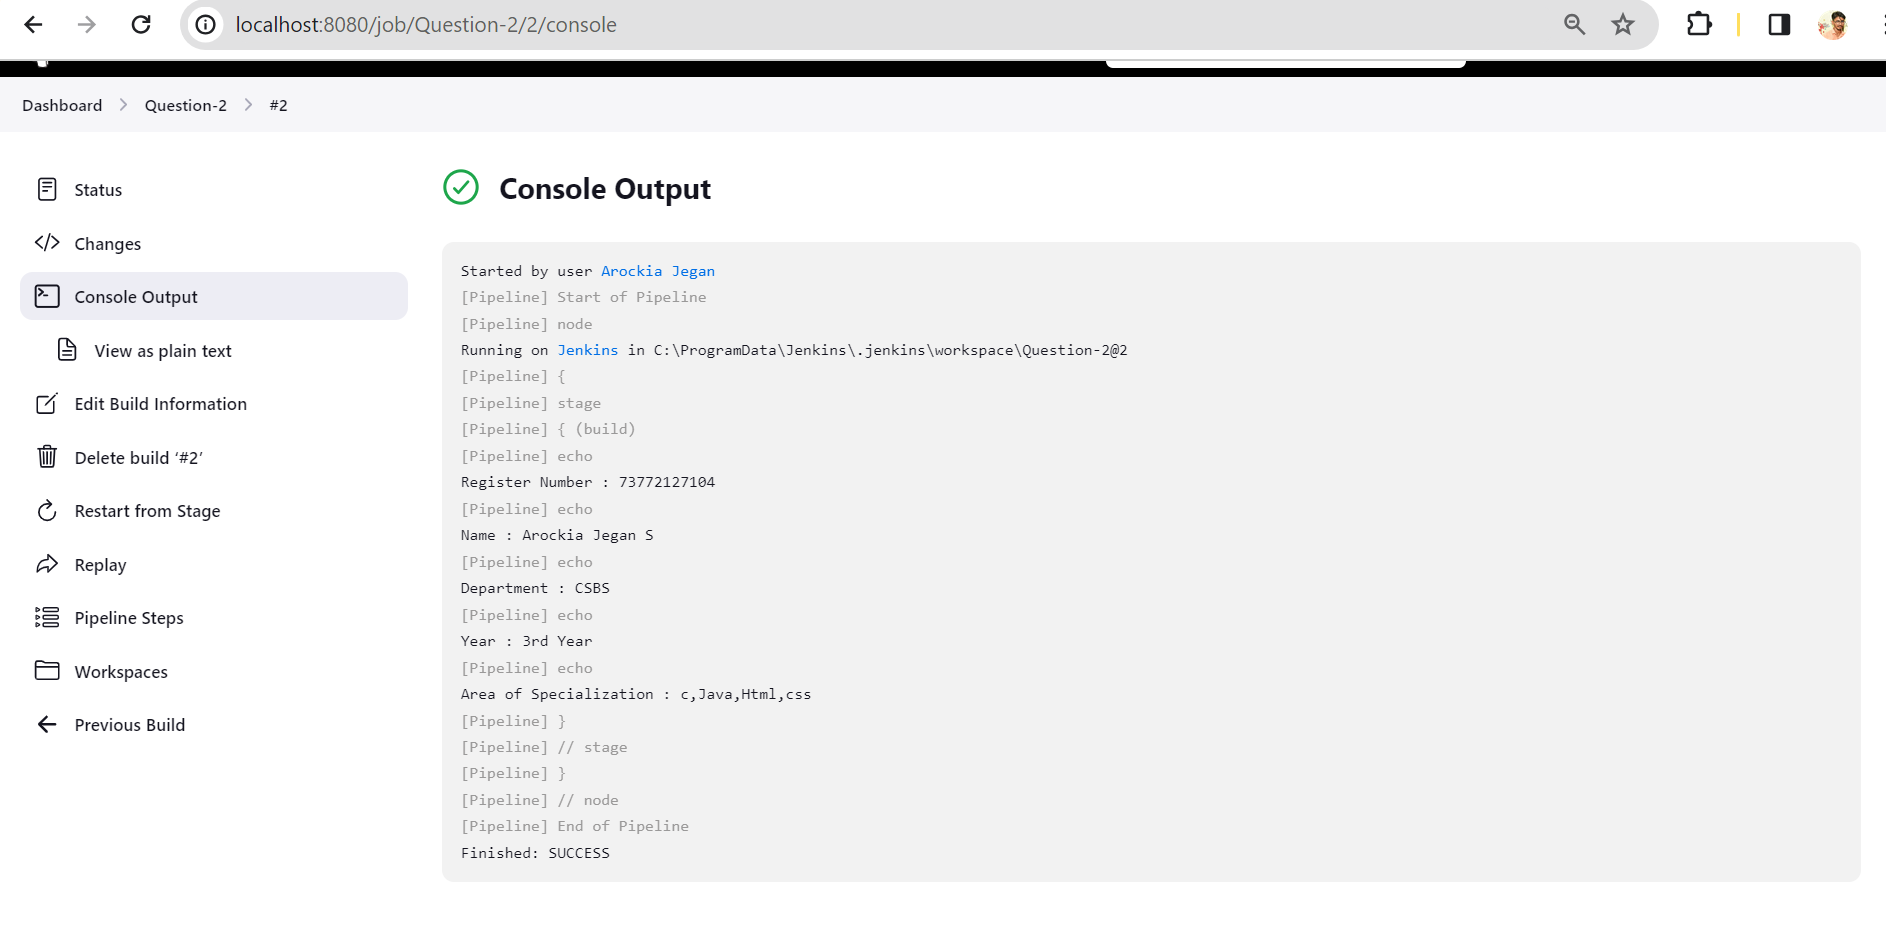 localhost:8080/job/Question-2/2/console
Dashboard > Question-2 > #2
Status
Changes
Console Output
View as plain text
Edit Build Information
Delete build ‘#2’
Restart from Stage
Replay
Pipeline Steps
Workspaces
Previous Build
Console Output
Started by user Arockia Jegan
[Pipeline] Start of Pipeline
[Pipeline] node
Running on Jenkins in C:\ProgramData\Jenkins\.jenkins\workspace\Question-2@2
[Pipeline] {
[Pipeline] stage
[Pipeline] { (build)
[Pipeline] echo
Register Number : 73772127104
[Pipeline] echo
Name : Arockia Jegan S
[Pipeline] echo
Department : CSBS
[Pipeline] echo
Year : 3rd Year
[Pipeline] echo
Area of Specialization : c,Java,Html,css
[Pipeline] }
[Pipeline] // stage
[Pipeline] }
[Pipeline] // node
[Pipeline] End of Pipeline
Finished: SUCCESS